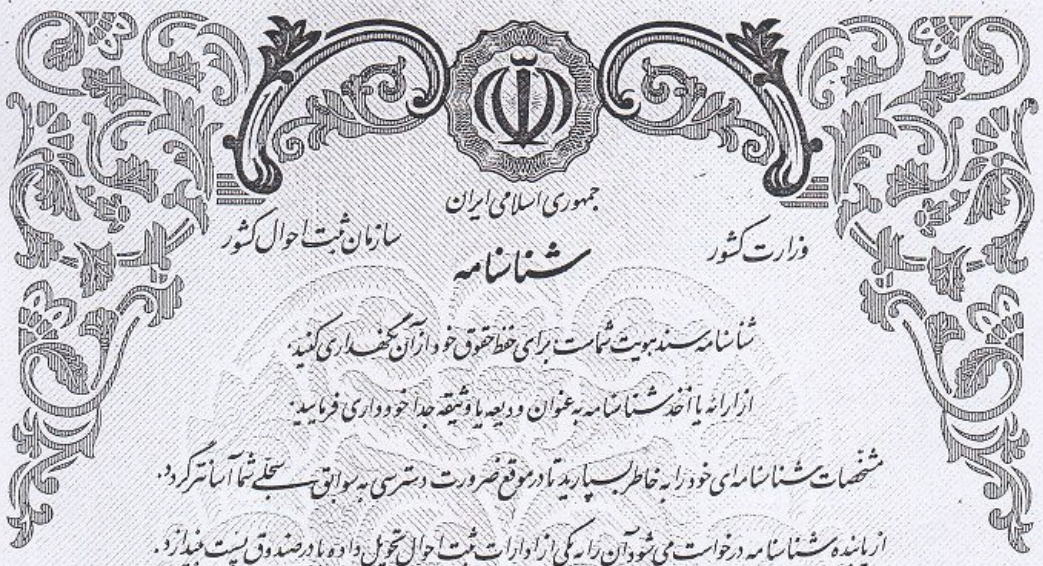 جمهوری اسلامی ایران
وزارت کشور
سازمان ثبت احوال کشور
شناسنامه
شناسنامه سند هویت شماست برای حفظ حقوق خود از آن نگهداری کنید.
از ارائه یا أخذ شناسنامه به عنوان ودیعه یا وثیقه جدا خودداری فرمایید.
مشخصات شناسنامه‌ای خود را به خاطر بسپارید تا در موقع ضرورت دسترسی به سوابق سجلی شما آسانتر گردد.
از یابنده شناسنامه درخواست می‌شود آن را به یکی از ادارات ثبت احوال تحویل داده یا در صندوق پست بیندازد.